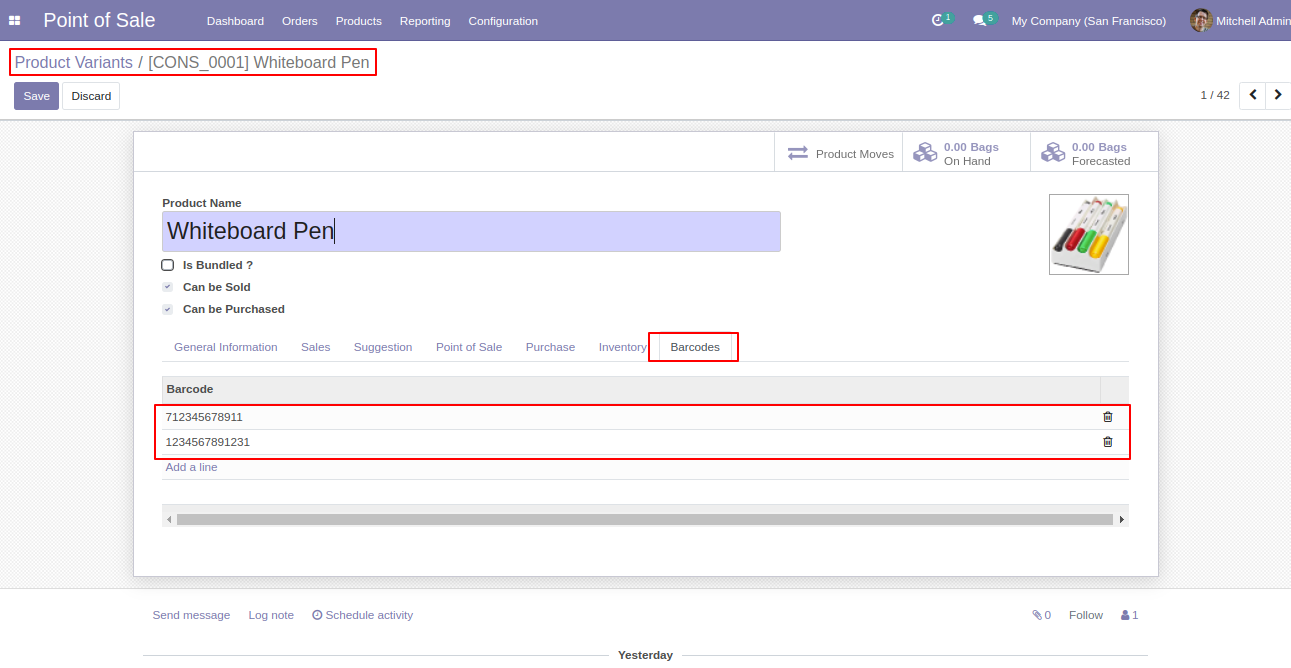 Point of Sale Dashboard Orders Products Reporting Configuration 1 5 My Company (San Francisco) Mitchell Admin
Product Variants / [CONS_0001] Whiteboard Pen
Save Discard 1 / 42
Product Moves 0.00 Bags On Hand 0.00 Bags Forecasted
Product Name
Whiteboard Pen
Is Bundled ?
Can be Sold
Can be Purchased
General Information Sales Suggestion Point of Sale Purchase Inventory Barcodes
Barcode
712345678911
1234567891231
Add a line
Send message Log note Schedule activity 0 Follow 1
Yesterday